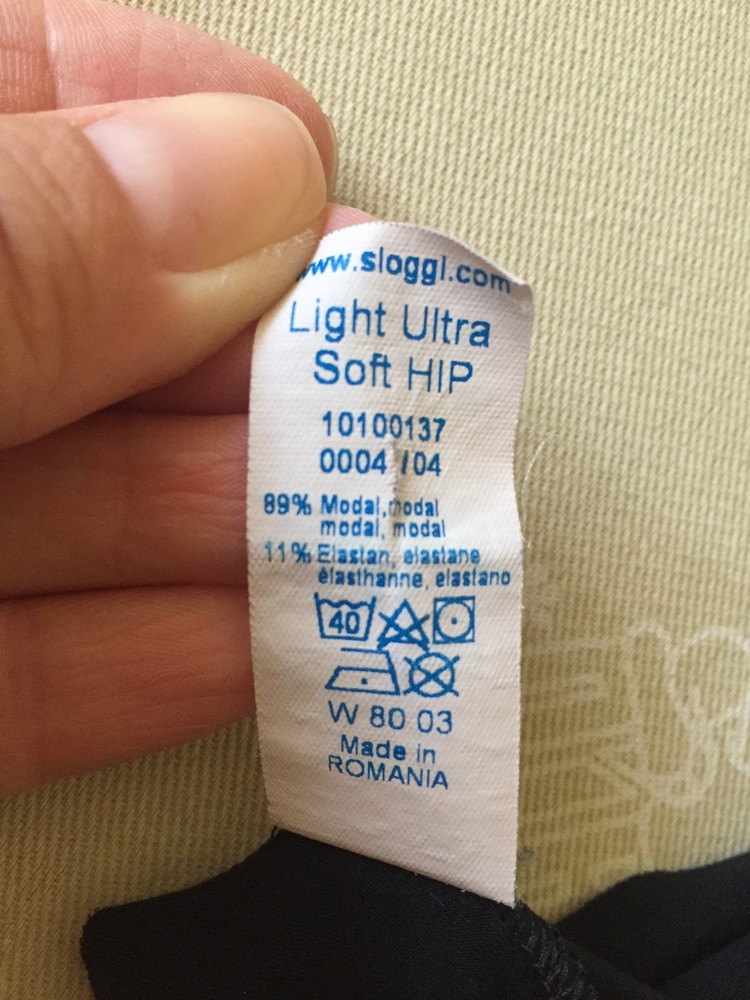 www.sloggi.com
Light Ultra
Soft HIP
10100137
0004 /04
89% Modal, modal
modal, modal
11% Elastan, elastane
élasthanne, elastano
40
W 80 03
Made in
ROMANIA